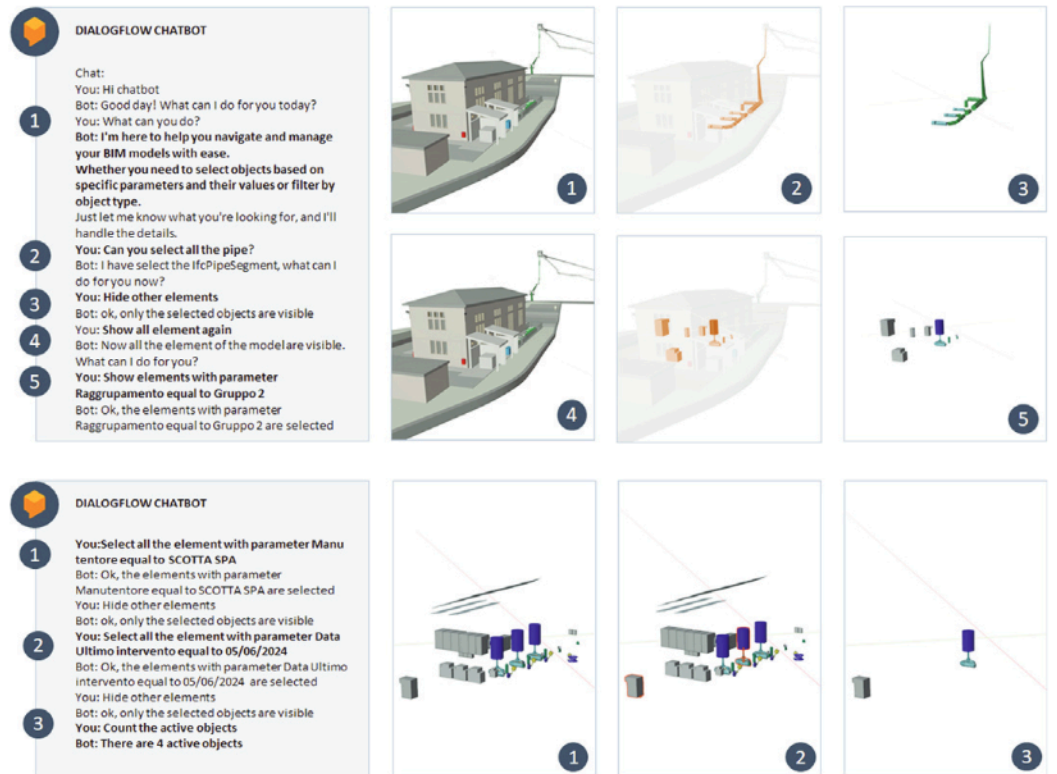 DIALOGFLOW CHATBOT
Chat:
You: Hi chatbot
Bot: Good day! What can I do for you today?
1
You: What can you do?
Bot: I'm here to help you navigate and manage
your BIM models with ease.
Whether you need to select objects based on
specific parameters and their values or filter by
object type.
Just let me know what you're looking for, and I'll
handle the details.
2
You: Can you select all the pipe?
Bot: I have select the IfcPipeSegment, what can I
do for you now?
3
You: Hide other elements
Bot: ok, only the selected objects are visible
You: Show all element again
4
Bot: Now all the element of the model are visible.
What can I do for you?
5
You: Show elements with parameter
Raggrupamento equal to Gruppo 2
Bot: Ok, the elements with parameter
Raggrupamento equal to Gruppo 2 are selected
1
2
3
4
5
DIALOGFLOW CHATBOT
1
You:Select all the element with parameter Manu
tentore equal to SCOTTA SPA
Bot: Ok, the elements with parameter
Manutentore equal to SCOTTA SPA are selected
You: Hide other elements
Bot: ok, only the selected objects are visible
2
You: Select all the element with parameter Data
Ultimo intervento equal to 05/06/2024
Bot: Ok, the elements with parameter Data Ultimo
intervento equal to 05/06/2024 are selected
You: Hide other elements
Bot: ok, only the selected objects are visible
3
You: Count the active objects
Bot: There are 4 active objects
1
2
3